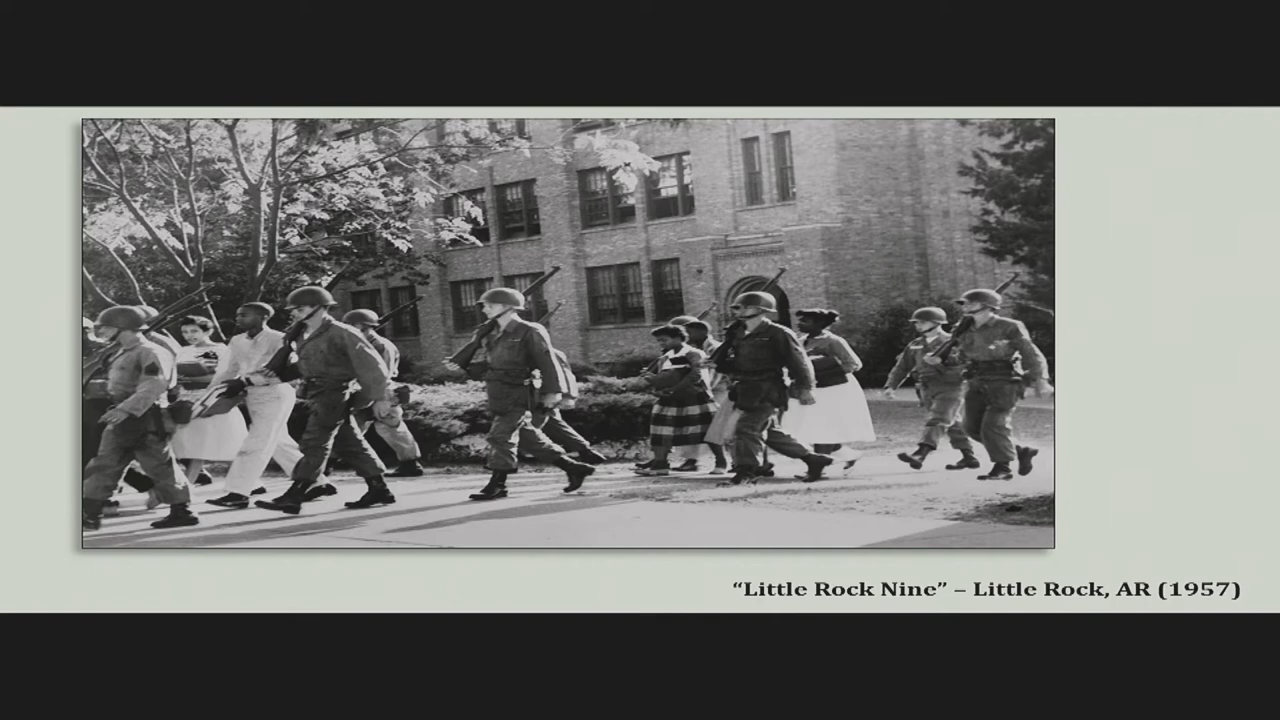 “Little Rock Nine” – Little Rock, AR (1957)